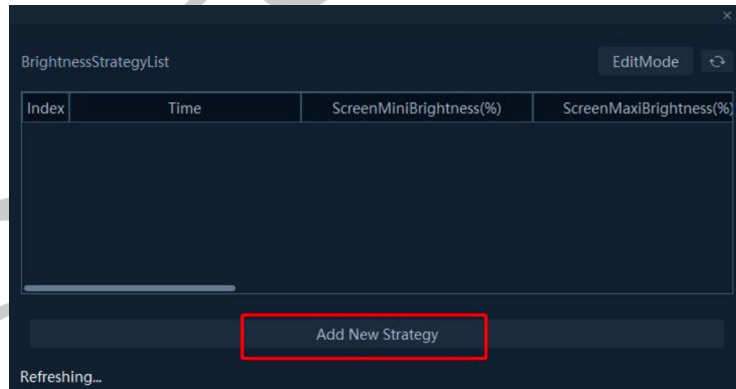 BrightnessStrategyList
EditMode
Index Time ScreenMiniBrightness(%) ScreenMaxiBrightness(%)
Add New Strategy
Refreshing...